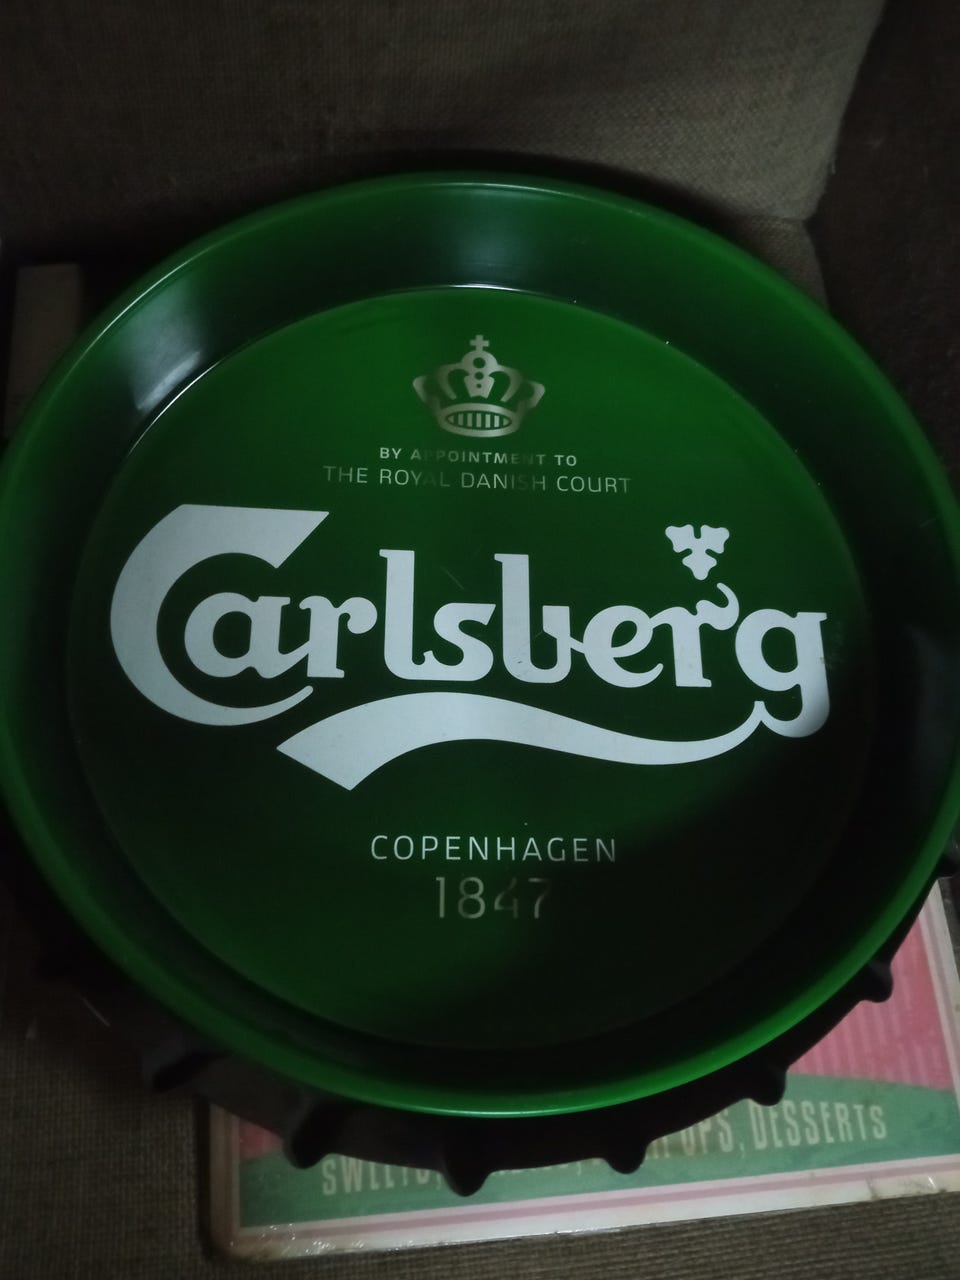 BY APPOINTMENT TO
THE ROYAL DANISH COURT
Carlsberg
COPENHAGEN
1847
DESSERTS